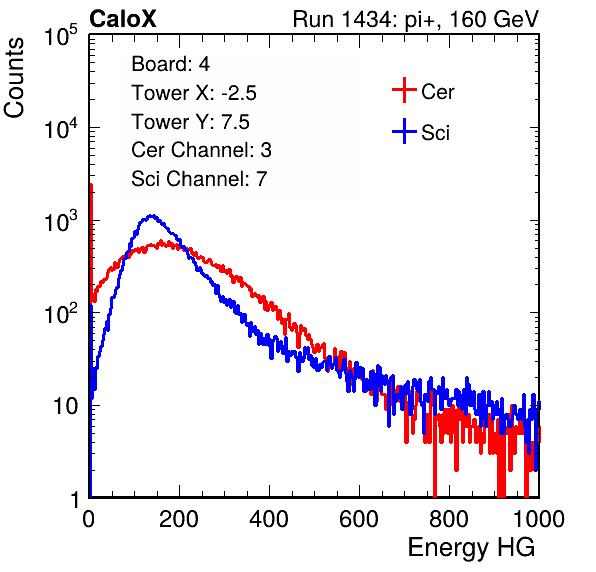 CaloX Run 1434: pi+, 160 GeV
Counts
Board: 4
Tower X: -2.5
Tower Y: 7.5
Cer Channel: 3
Sci Channel: 7
Cer
Sci
10^5
10^4
10^3
10^2
10
1
0 200 400 600 800 1000
Energy HG